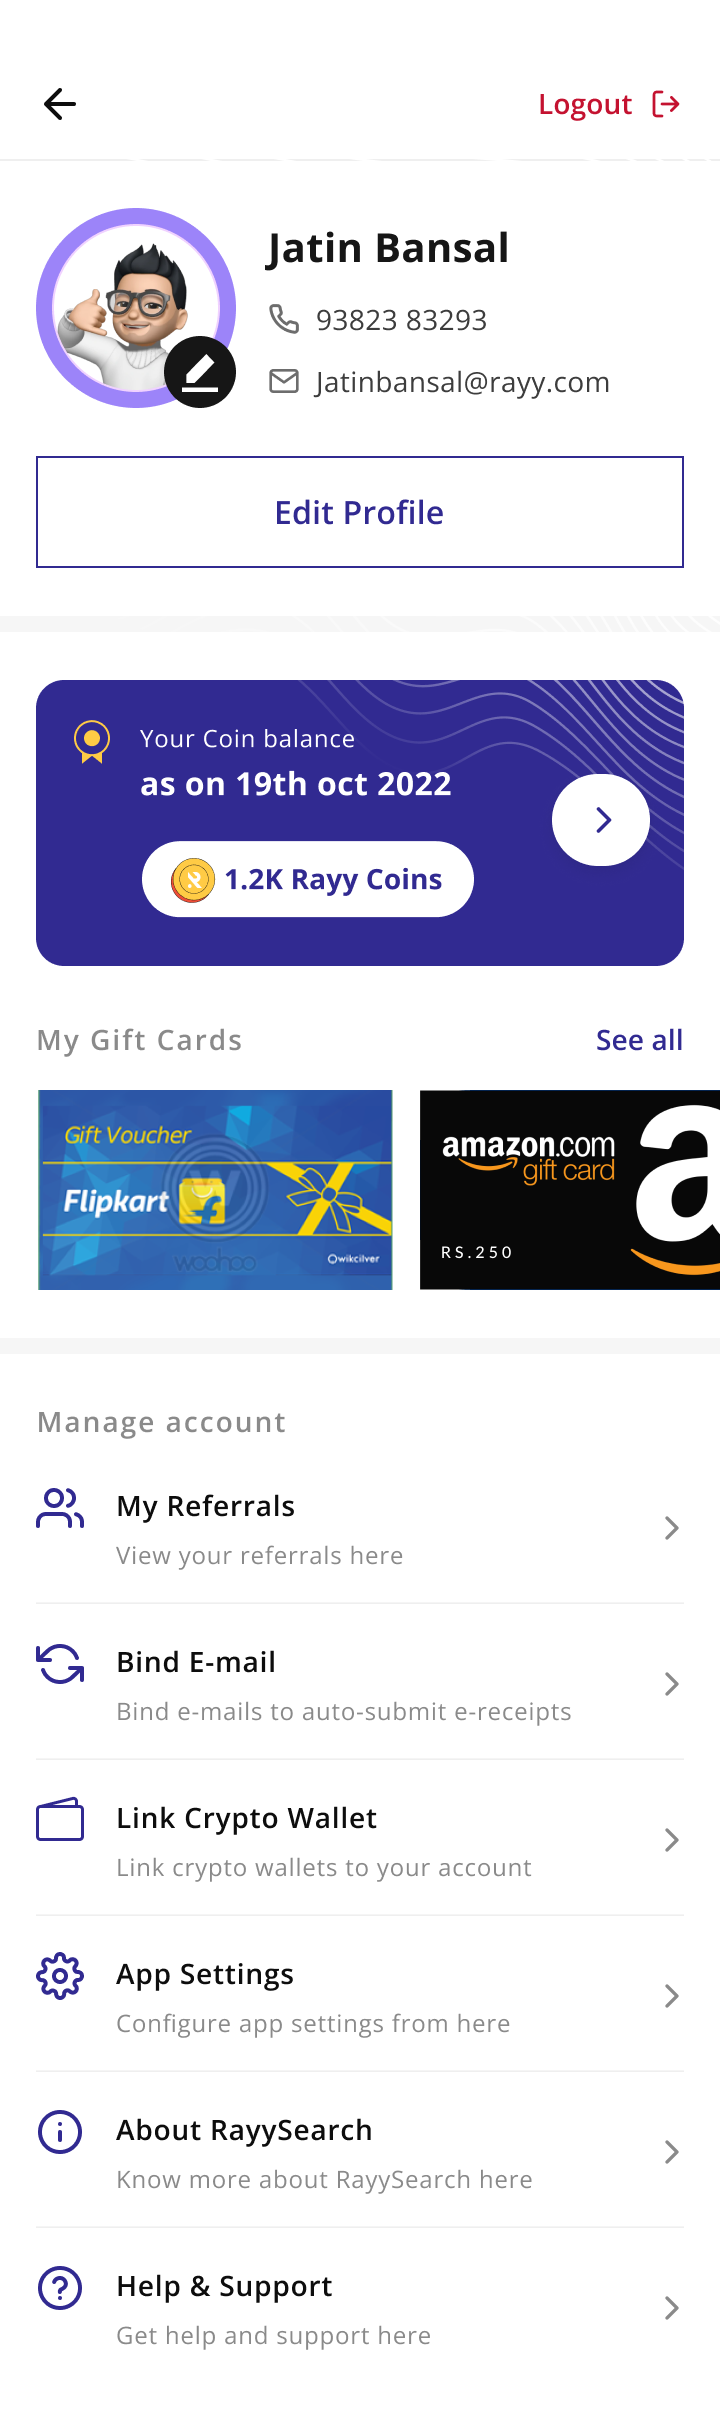 Logout
Jatin Bansal
93823 83293
Jatinbansal@rayy.com
Edit Profile
Your Coin balance
as on 19th oct 2022
1.2K Rayy Coins
My Gift Cards
See all
Gift Voucher
Flipkart
woohoo
Qwikcilver
amazon.com
gift card
RS.250
a
Manage account
My Referrals
View your referrals here
Bind E-mail
Bind e-mails to auto-submit e-receipts
Link Crypto Wallet
Link crypto wallets to your account
App Settings
Configure app settings from here
About RayySearch
Know more about RayySearch here
Help & Support
Get help and support here